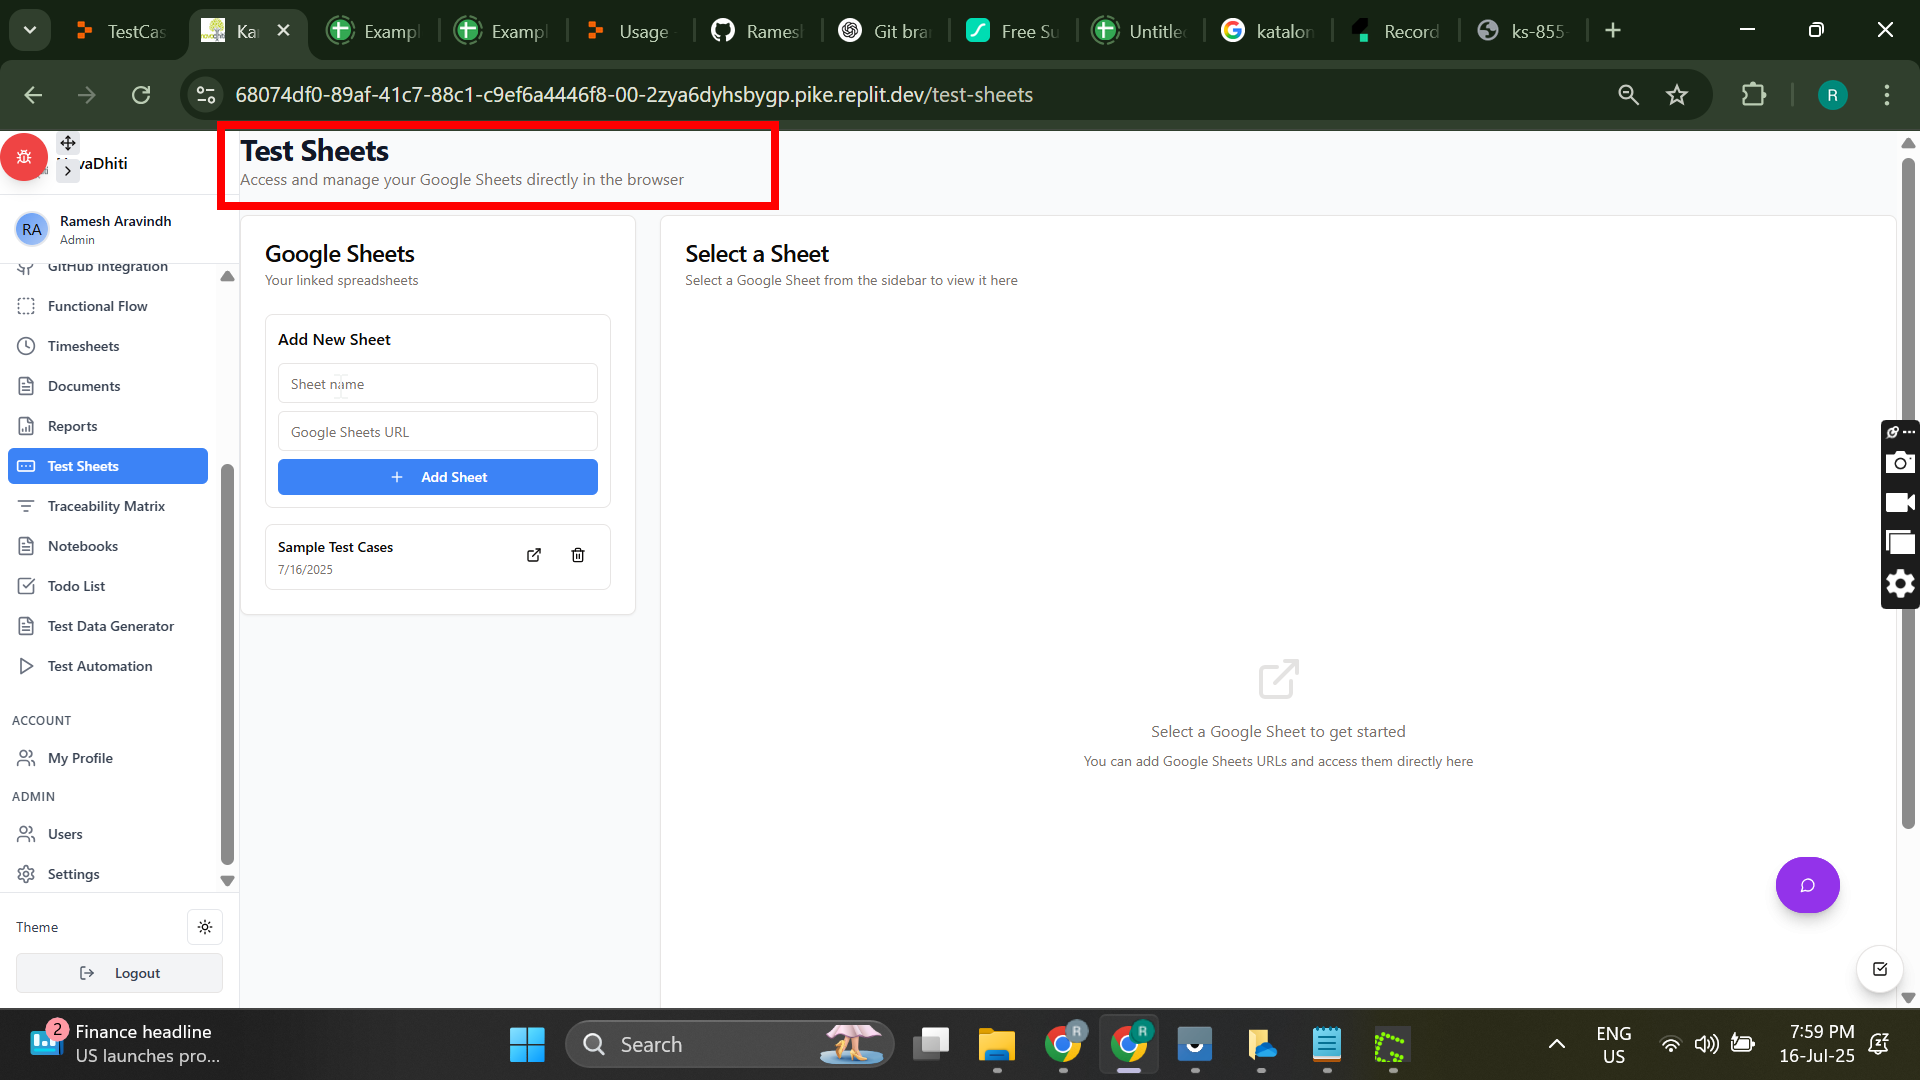 TestCas
Ka
Exampl
Exampl
Usage
Ramesh
Git bran
Free Su
Untitle
katalon
Record
ks-855-
68074df0-89af-41c7-88c1-c9ef6a4446f8-00-2zya6dyhsbygp.pike.replit.dev/test-sheets
R
vaDhiti
RA
Ramesh Aravindh
Admin
GitHub Integration
Functional Flow
Timesheets
Documents
Reports
Test Sheets
Traceability Matrix
Notebooks
Todo List
Test Data Generator
Test Automation
ACCOUNT
My Profile
ADMIN
Users
Settings
Theme
Logout
Test Sheets
Access and manage your Google Sheets directly in the browser
Google Sheets
Your linked spreadsheets
Add New Sheet
Sheet name
Google Sheets URL
Add Sheet
Sample Test Cases
7/16/2025
Select a Sheet
Select a Google Sheet from the sidebar to view it here
Select a Google Sheet to get started
You can add Google Sheets URLs and access them directly here
2
Finance headline
US launches pro...
Search
R
R
ENG
US
7:59 PM
16-Jul-25